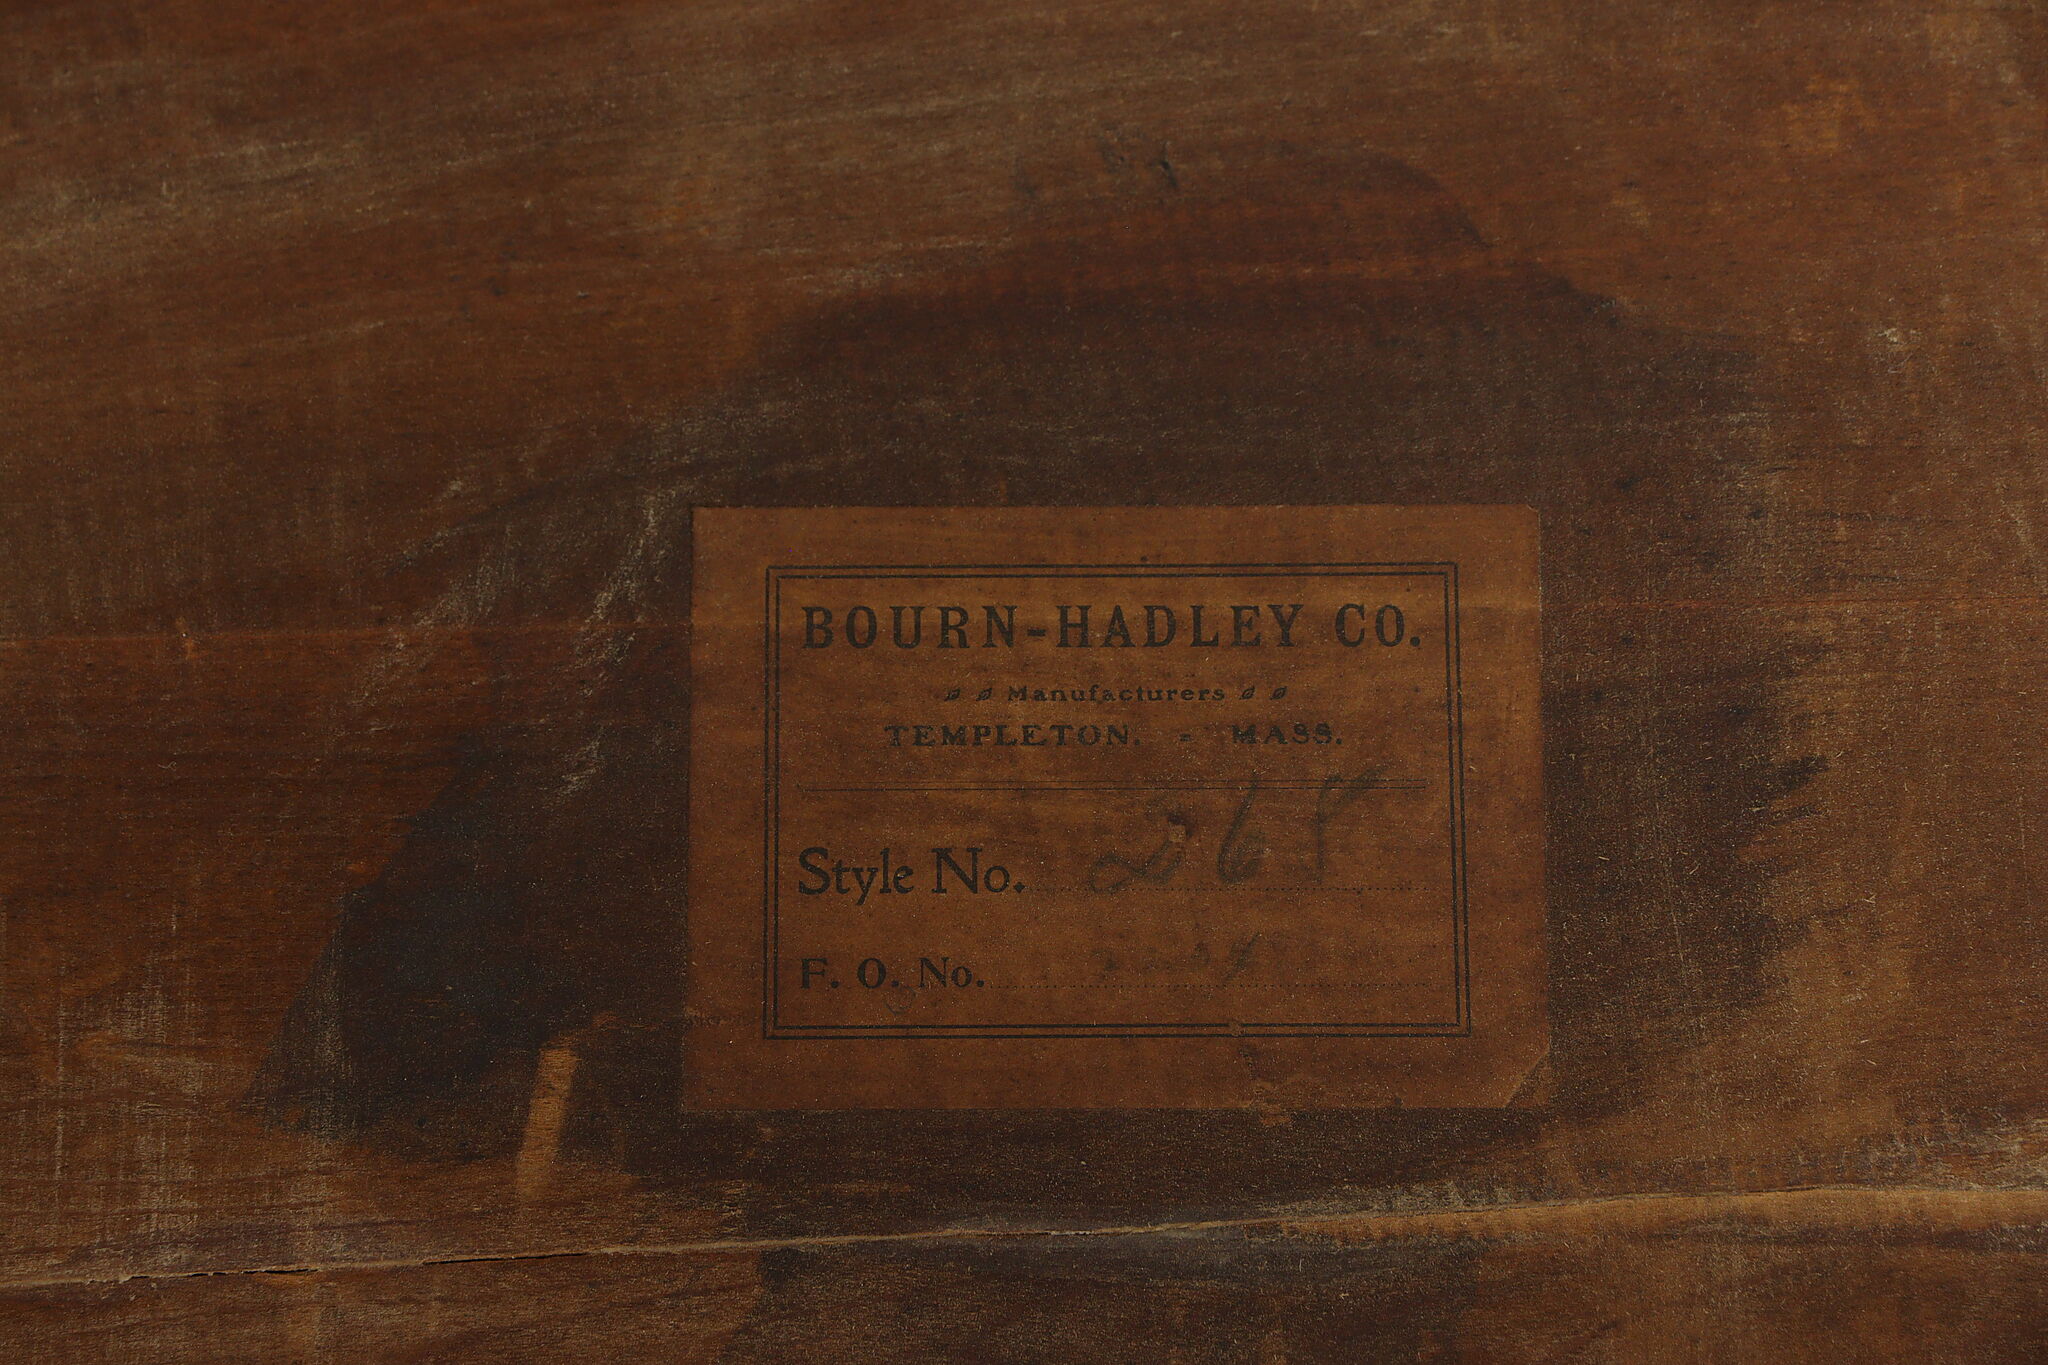 BOURN-HADLEY CO.
Manufacturers
TEMPLETON. - MASS.
Style No. 268
F. O. No.